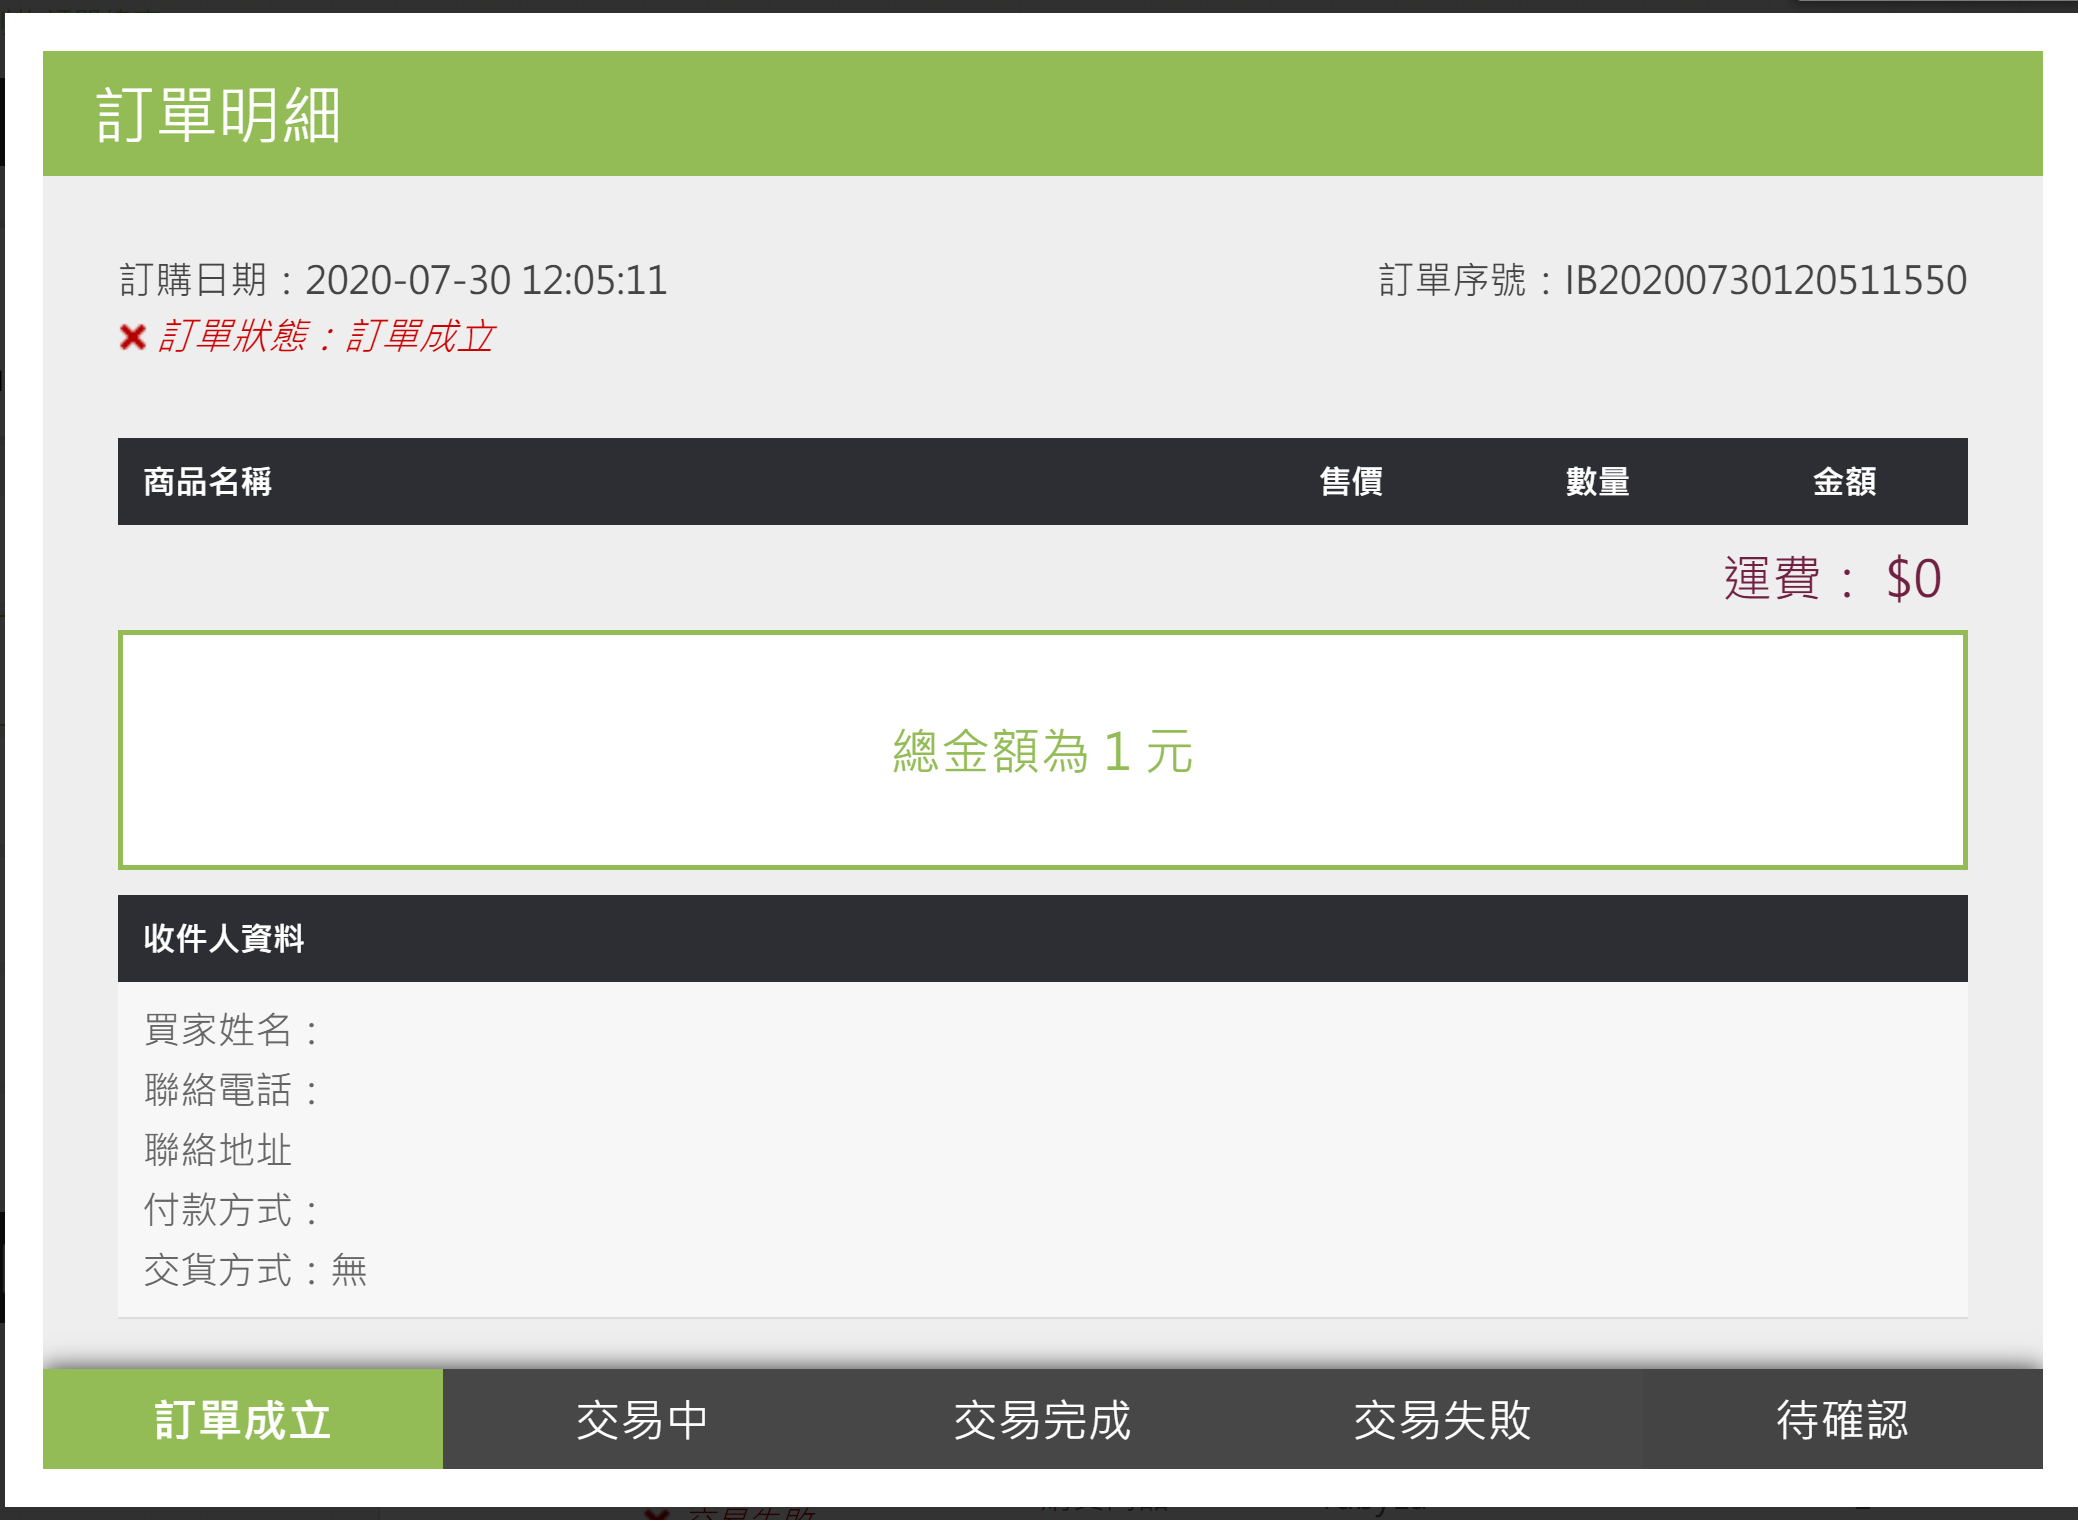 訂單明細
訂購日期：2020-07-30 12:05:11
訂單序號：IB20200730120511550
訂單狀態：訂單成立
商品名稱 售價 數量 金額
運費： $0
總金額為 1 元
收件人資料
買家姓名：
聯絡電話：
聯絡地址
付款方式：
交貨方式：無
訂單成立 交易中 交易完成 交易失敗 待確認